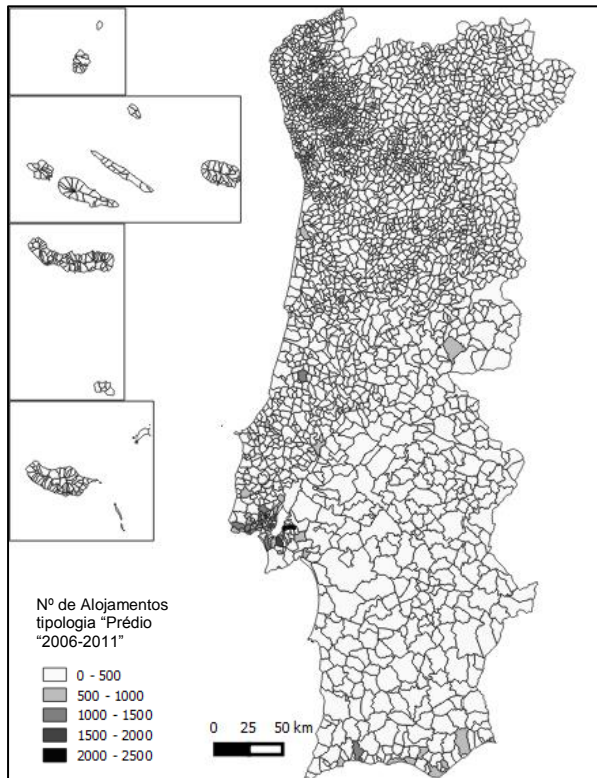 Nº de Alojamentos
tipologia “Prédio
“2006-2011”
0 - 500
500 - 1000
1000 - 1500
1500 - 2000
2000 - 2500
0 25 50 km